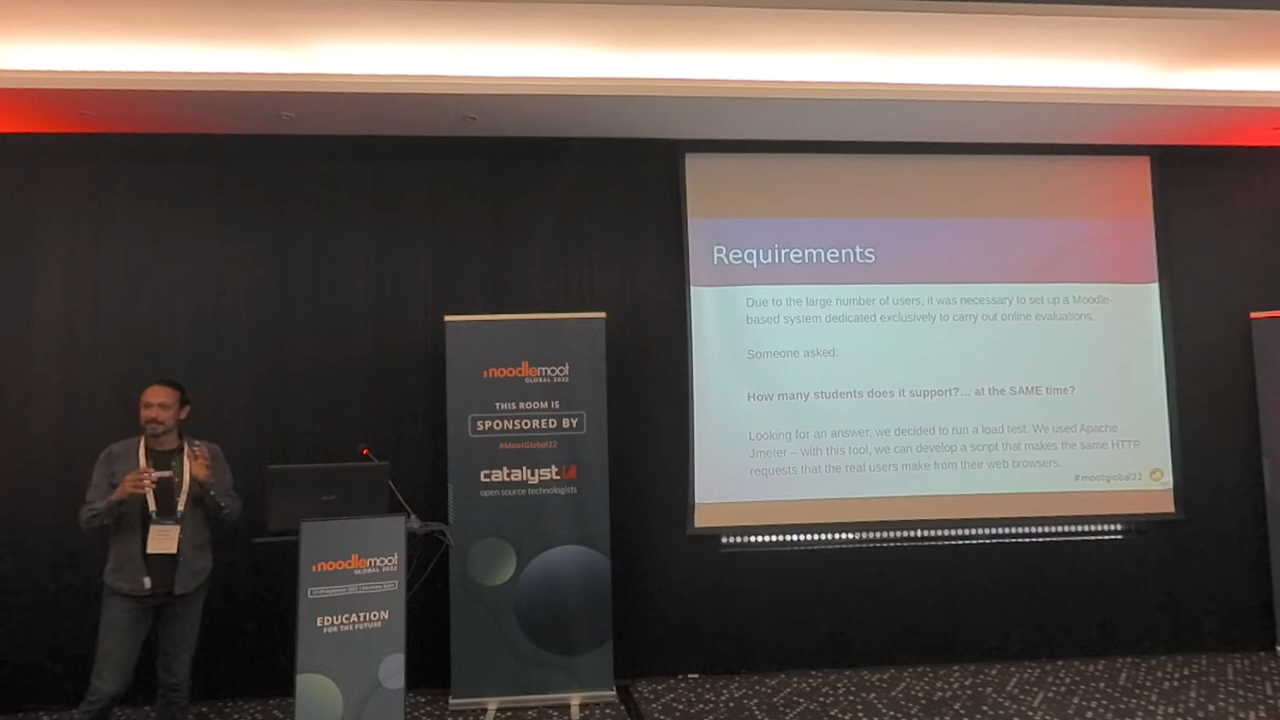 Requirements
Due to the large number of users, it was necessary to set up a Moodle-
based system dedicated exclusively to carry out online evaluations.
Someone asked:
How many students does it support?... at the SAME time?
Looking for an answer, we decided to run a load test. We used Apache
Jmeter – with this tool, we can develop a script that makes the same HTTP
requests that the real users make from their web browsers.
#mootglobal22
moodlemoot
GLOBAL 2022
THIS ROOM IS
SPONSORED BY
#MootGlobal22
catalyst
open source technologists
moodlemoot
GLOBAL 2022
EDUCATION
FOR THE FUTURE